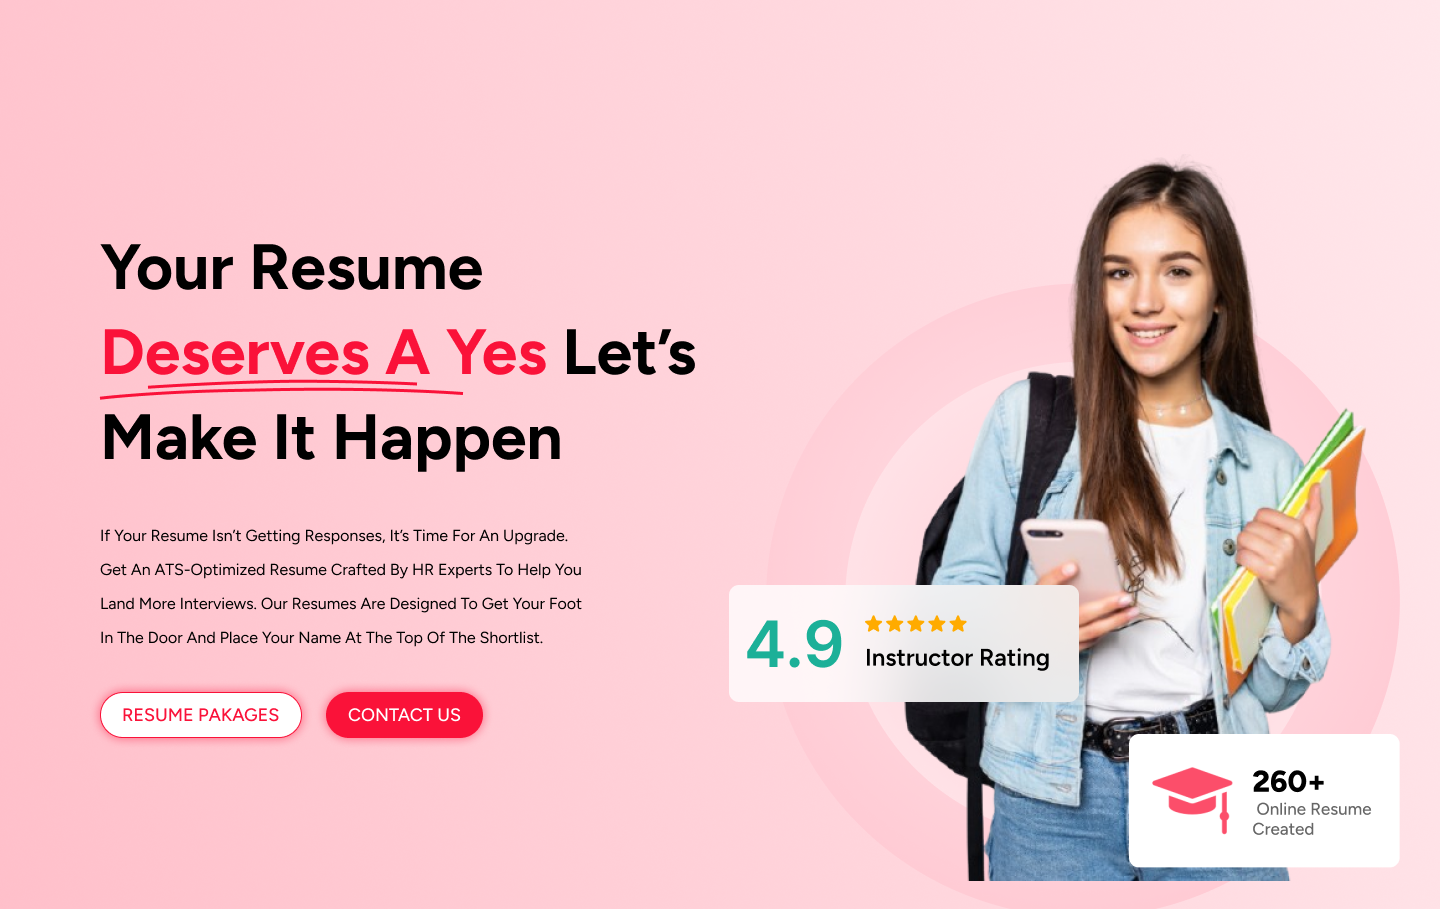 Your Resume
Deserves A Yes Let’s
Make It Happen
If Your Resume Isn’t Getting Responses, It’s Time For An Upgrade.
Get An ATS-Optimized Resume Crafted By HR Experts To Help You
Land More Interviews. Our Resumes Are Designed To Get Your Foot
In The Door And Place Your Name At The Top Of The Shortlist.
RESUME PAKAGES
CONTACT US
4.9
Instructor Rating
260+
Online Resume
Created